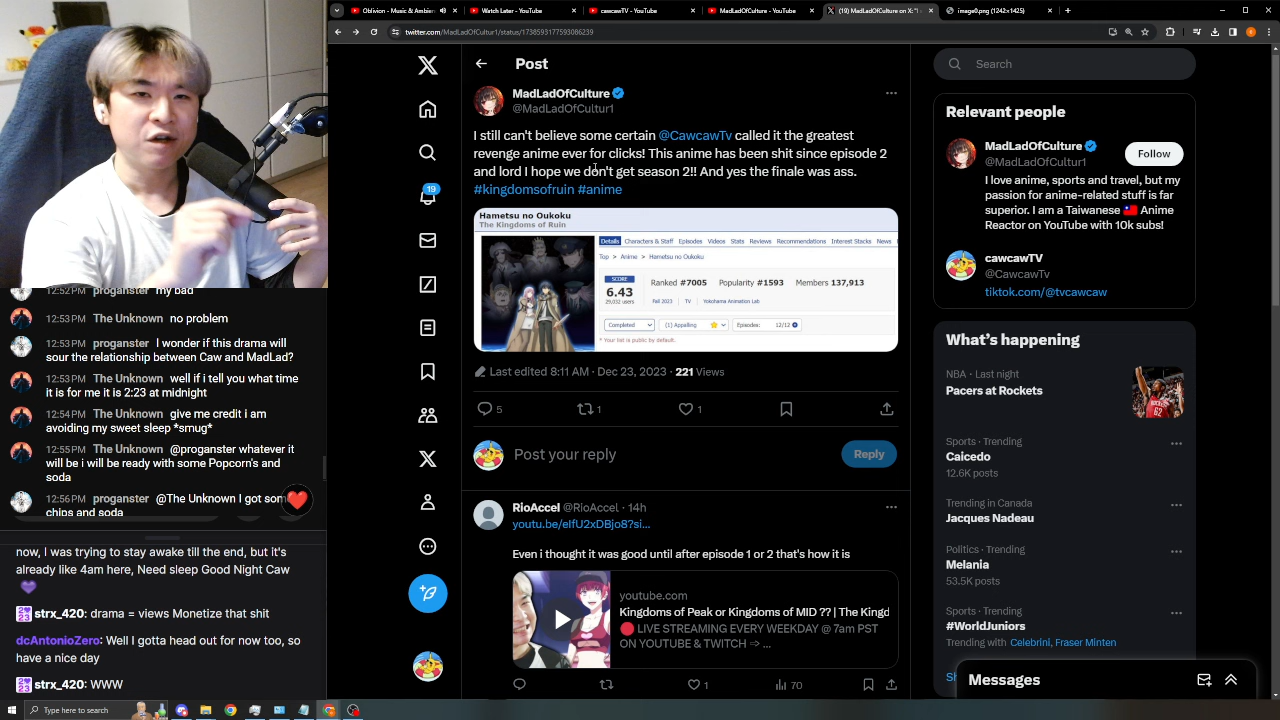 Oblivion - Music & Ambien
Watch Later - YouTube
cawcawTV - YouTube
MadLadOfCulture - YouTube
(19) MadLadOfCulture on X: "I
image0.png (1242×1425)
twitter.com/MadLadOfCultur1/status/1738593177593086239
Post
MadLadOfCulture
@MadLadOfCultur1
I still can't believe some certain @CawcawTv called it the greatest
revenge anime ever for clicks! This anime has been shit since episode 2
and lord I hope we don't get season 2!! And yes the finale was ass.
#kingdomsofruin #anime
Hametsu no Oukoku
The Kingdoms of Ruin
Details Characters & Staff Episodes Videos Stats Reviews Recommendations Interest Stacks News
Top > Anime > Hametsu no Oukoku
SCORE
6.43
29,032 users
Ranked #7005 Popularity #1593 Members 137,913
Fall 2023 TV Yokohama Animation Lab
Completed (1) Appalling Episodes: 12/12
* Your list is public by default.
Last edited 8:11 AM · Dec 23, 2023 · 221 Views
5 1 1
Post your reply
Reply
RioAccel @RioAccel · 14h
youtu.be/eIfU2xDBjo8?si...
Even i thought it was good until after episode 1 or 2 that's how it is
youtube.com
Kingdoms of Peak or Kingdoms of MID ?? | The Kingd
LIVE STREAMING EVERY WEEKDAY @ 7am PST
ON YOUTUBE & TWITCH ⇒ ...
1 70
19
Search
Relevant people
MadLadOfCulture
@MadLadOfCultur1
Follow
I love anime, sports and travel, but my
passion for anime-related stuff is far
superior. I am a Taiwanese 🇹🇼 Anime
Reactor on YouTube with 10k subs!
cawcawTV
@CawcawTv
tiktok.com/@tvcawcaw
What's happening
NBA · Last night
Pacers at Rockets
Sports · Trending
Caicedo
12.6K posts
Trending in Canada
Jacques Nadeau
Politics · Trending
Melania
53.5K posts
Sports · Trending
#WorldJuniors
Trending with Celebrini, Fraser Minten
Messages
12:52PM proganster my bad
12:53PM The Unknown no problem
12:53PM proganster I wonder if this drama will
sour the relationship between Caw and MadLad?
12:53PM The Unknown well if i tell you what time
it is for me it is 2:23 at midnight
12:54PM The Unknown give me credit i am
avoiding my sweet sleep *smug*
12:55PM The Unknown @proganster whatever it
will be i will be ready with some Popcorn's and
soda
12:56PM proganster @The Unknown I got som
chips and soda
now, I was trying to stay awake till the end, but it's
already like 4am here, Need sleep Good Night Caw
💜
strx_420: drama = views Monetize that shit
dcAntonioZero: Well I gotta head out for now too, so
have a nice day
strx_420: WWW
Type here to search